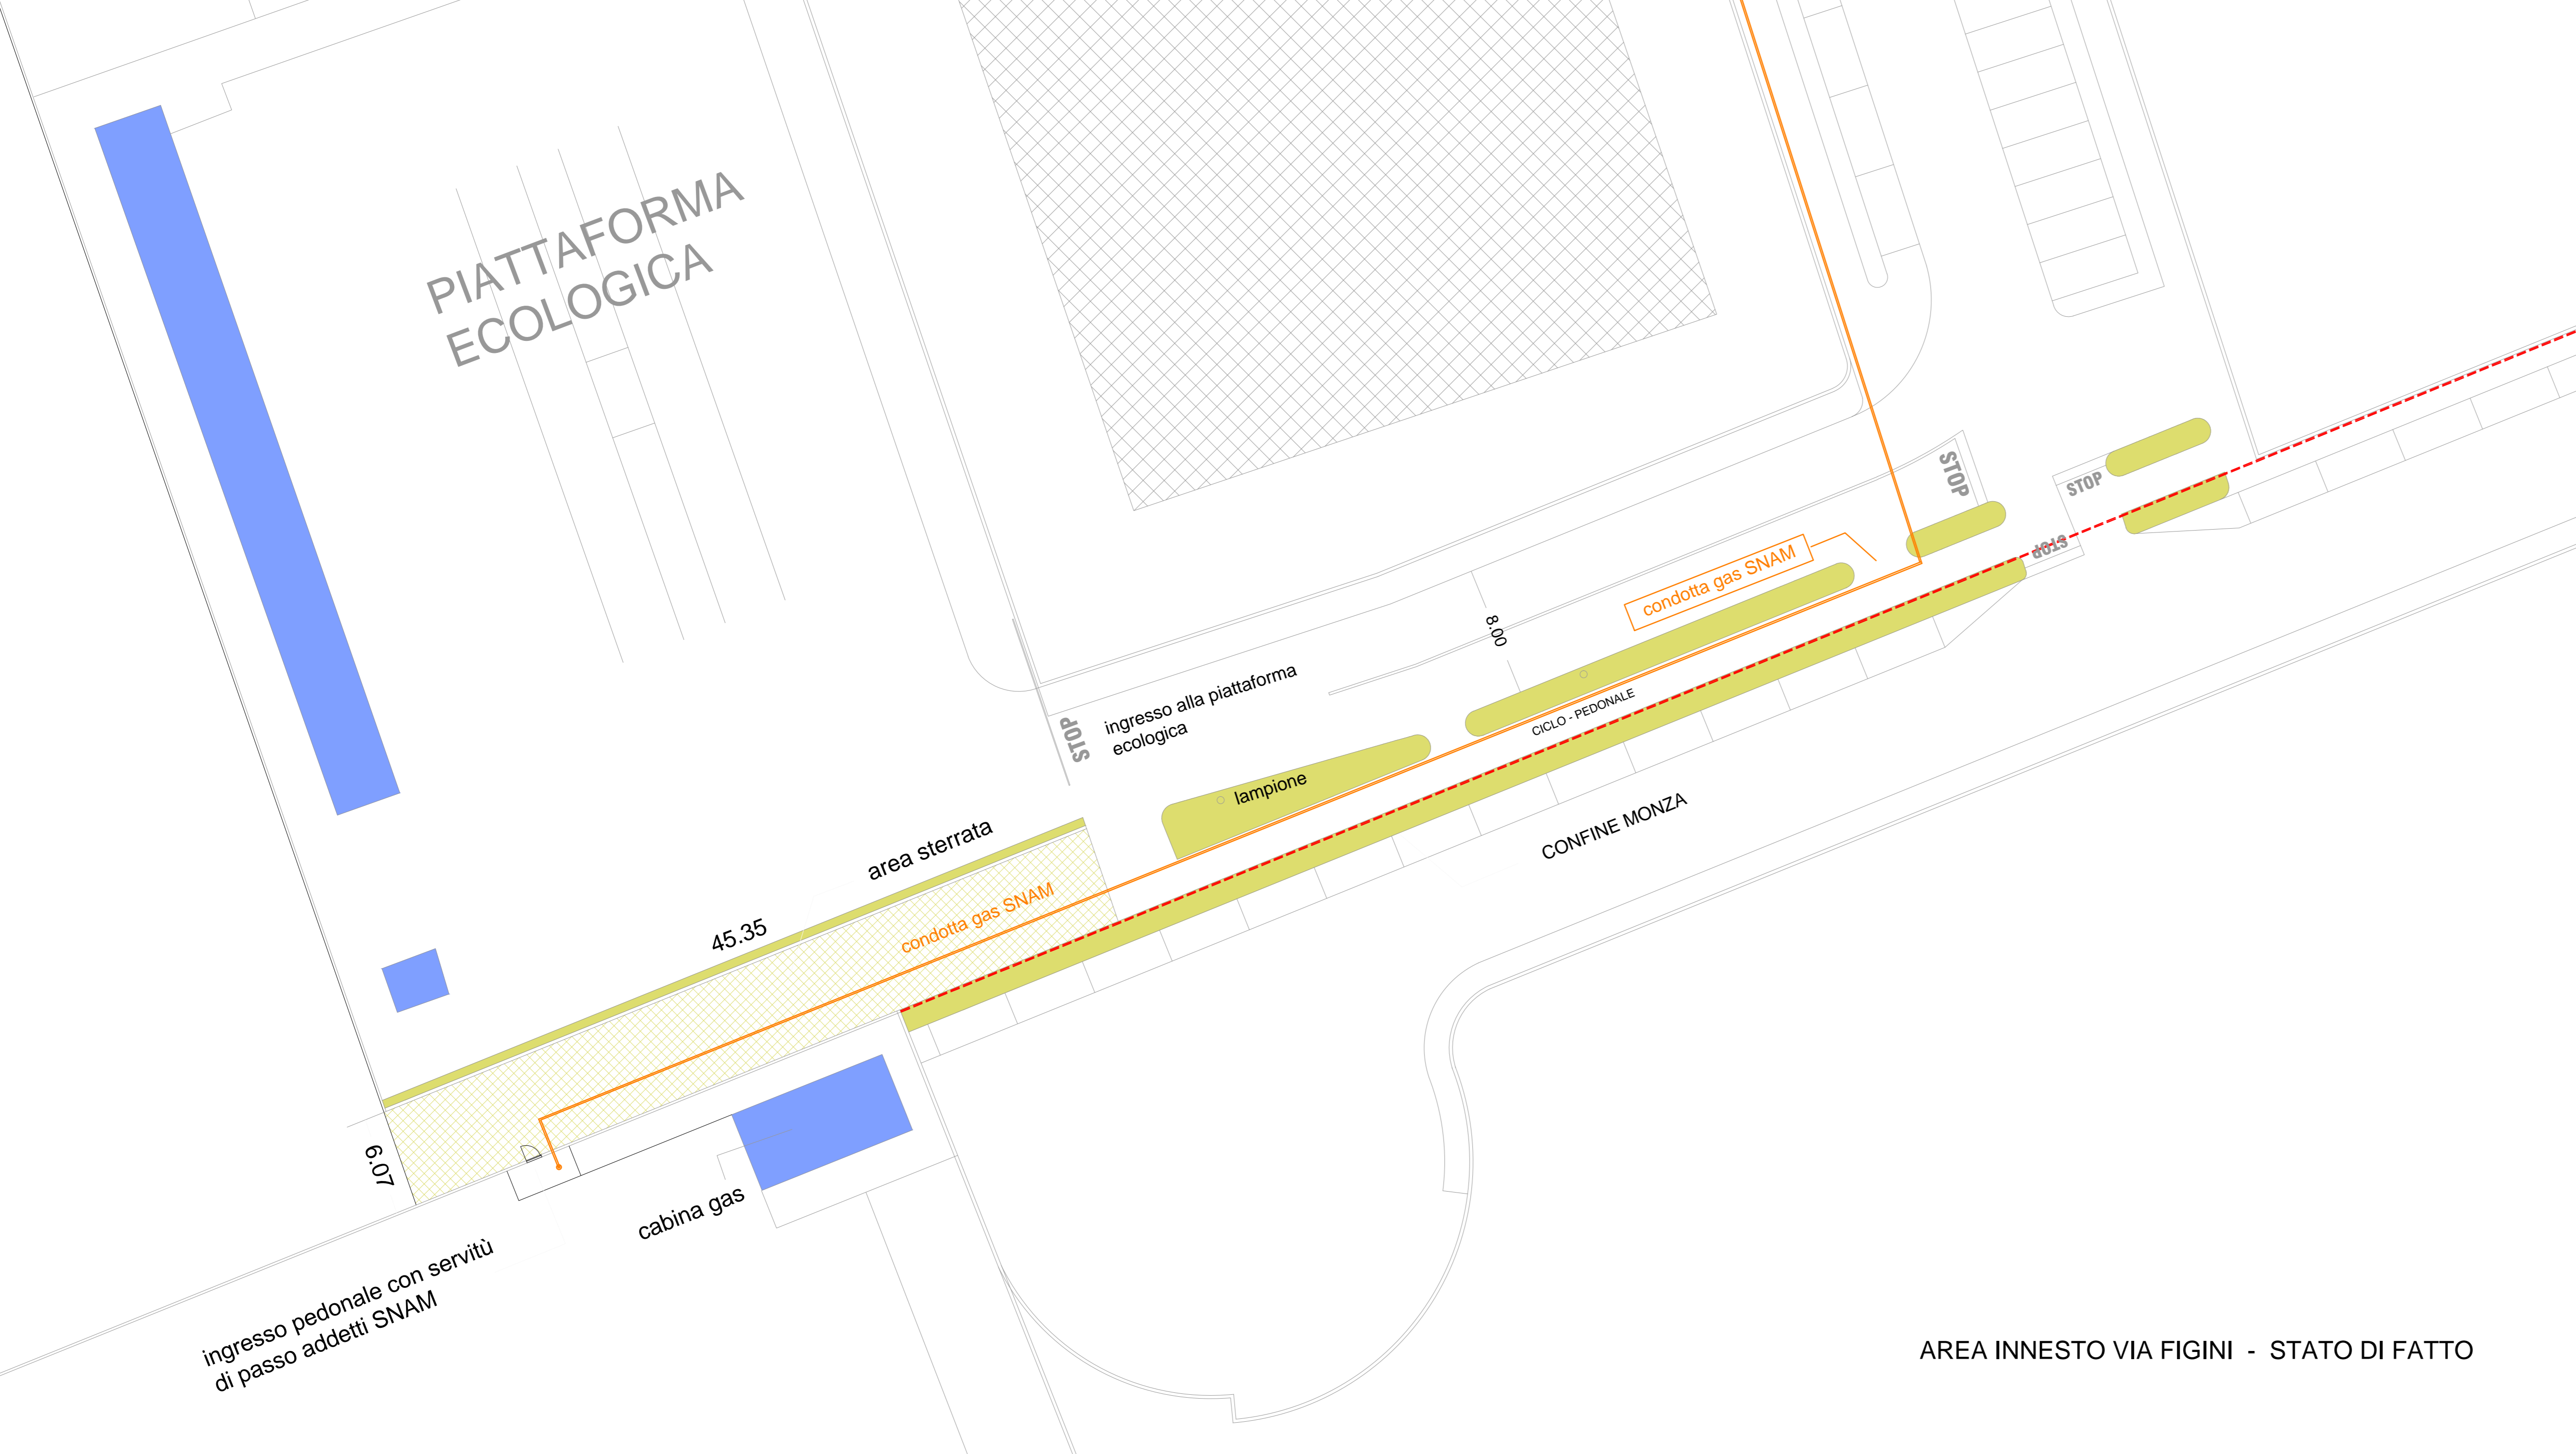 PIATTAFORMA
ECOLOGICA
STOP
STOP
STOP
condotta gas SNAM
8.00
ingresso alla piattaforma
ecologica
STOP
CICLO - PEDONALE
lampione
CONFINE MONZA
area sterrata
condotta gas SNAM
45.35
6.07
cabina gas
ingresso pedonale con servitù
di passo addetti SNAM
AREA INNESTO VIA FIGINI - STATO DI FATTO